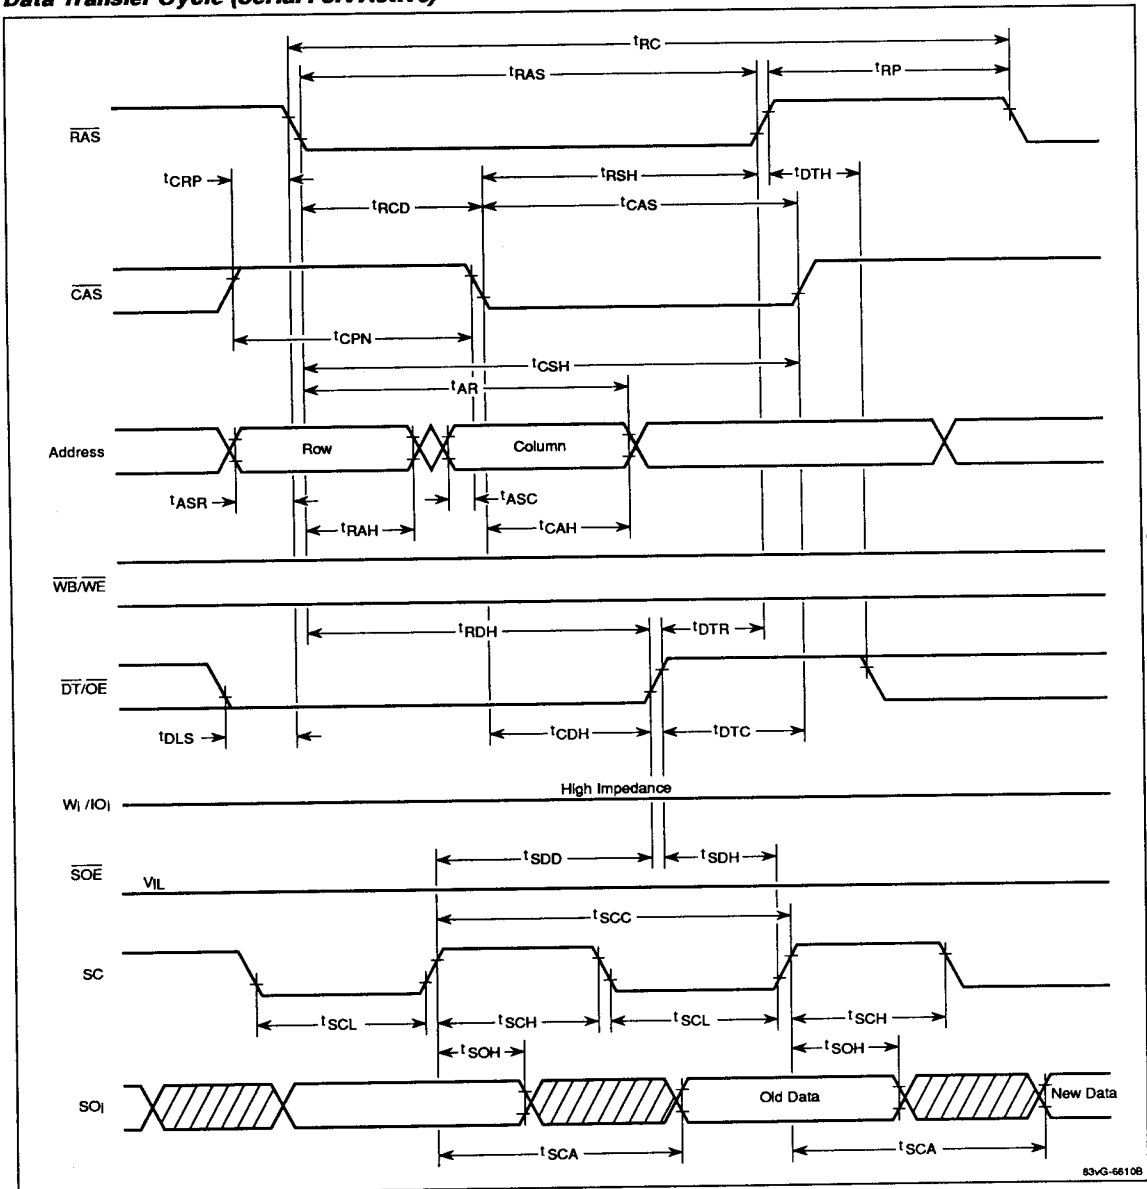 Data Transfer Cycle (Serial Port Active)
tRC
tRAS
tRP
RAS
tCRP
tRSH
tDTH
tRCD
tCAS
CAS
tCPN
tCSH
tAR
Address
Row
Column
tASR
tASC
tRAH
tCAH
WB/WE
tRDH
tDTR
DT/OE
tDLS
tCDH
tDTC
High Impedance
Wi /IOi
tSDD
tSDH
SOE
VIL
tSCC
SC
tSCL
tSCH
tSCL
tSCH
tSOH
tSOH
SOi
Old Data
New Data
tSCA
tSCA
83vG-6610B